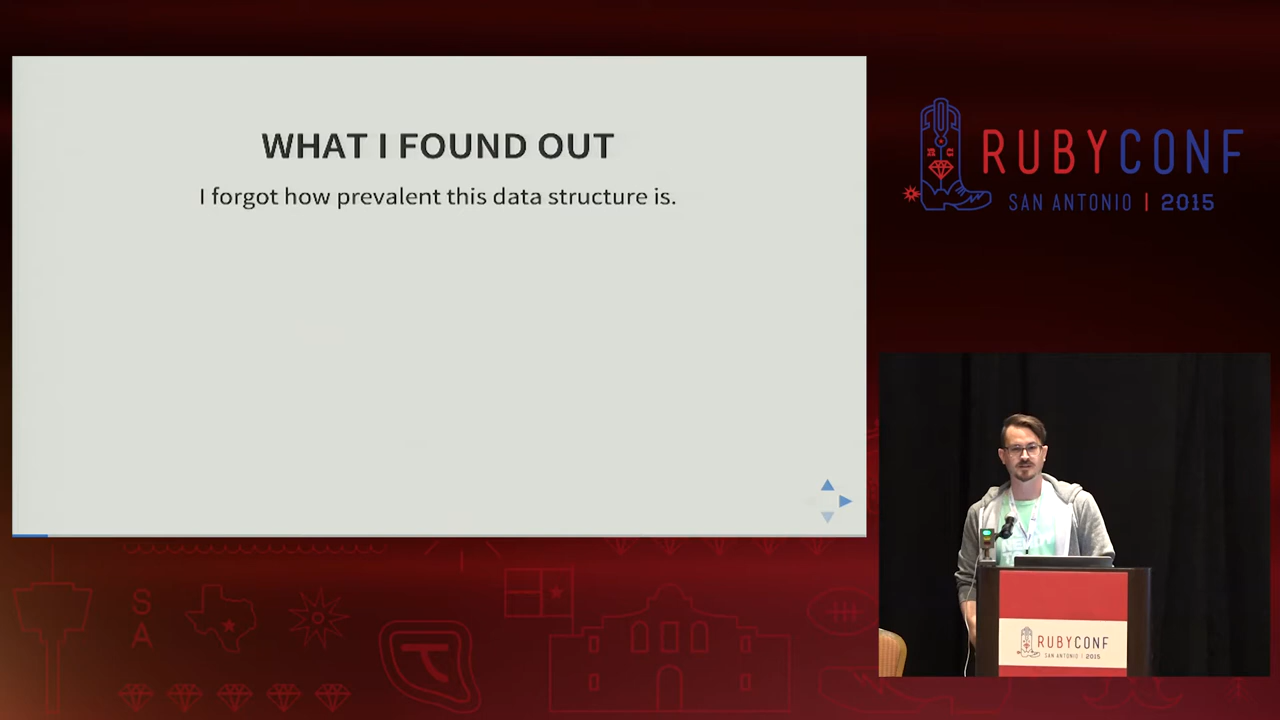 WHAT I FOUND OUT
I forgot how prevalent this data structure is.
RUBYCONF
SAN ANTONIO | 2015
S
A
RUBYCONF
SAN ANTONIO | 2015